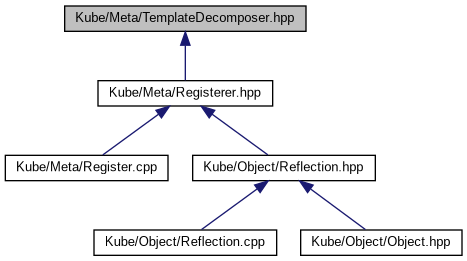 Kube/Meta/TemplateDecomposer.hpp
Kube/Meta/Registerer.hpp
Kube/Meta/Register.cpp
Kube/Object/Reflection.hpp
Kube/Object/Reflection.cpp
Kube/Object/Object.hpp